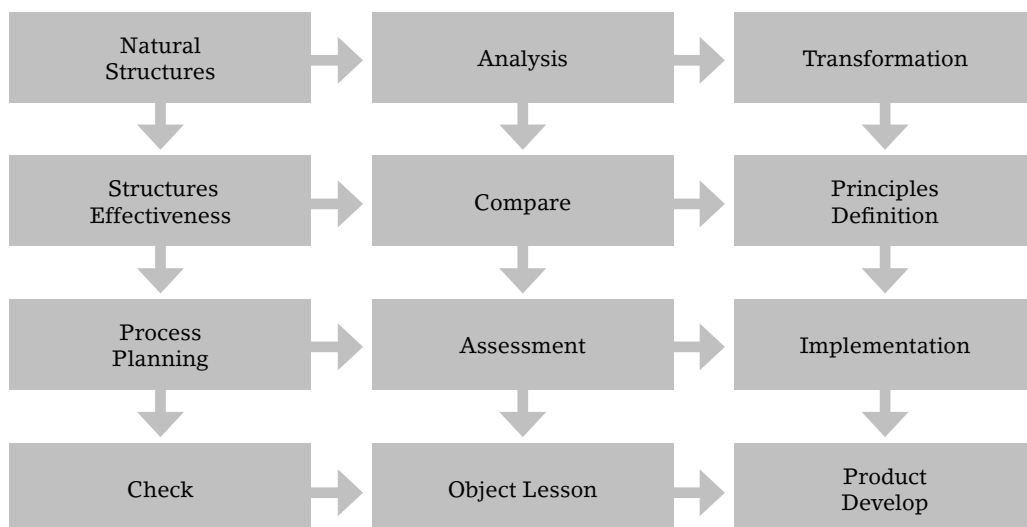 Natural
Structures
Analysis
Transformation
Structures
Effectiveness
Compare
Principles
Definition
Process
Planning
Assessment
Implementation
Check
Object Lesson
Product
Develop